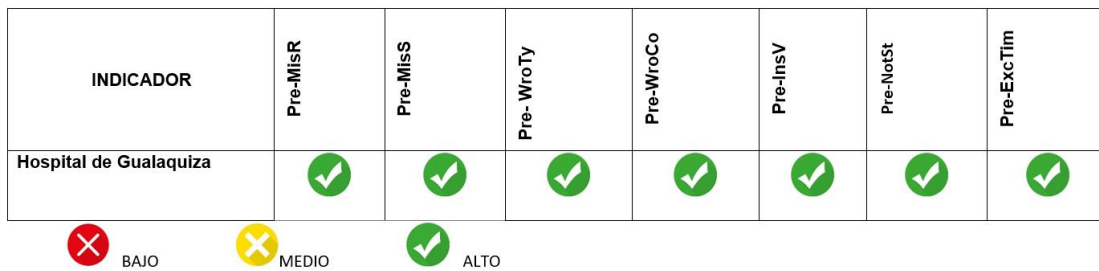 INDICADOR
Pre-MisR
Pre-MisS
Pre- WroTy
Pre-WroCo
Pre-InsV
Pre-NotSt
Pre-ExcTim
Hospital de Gualaquiza
BAJO
MEDIO
ALTO